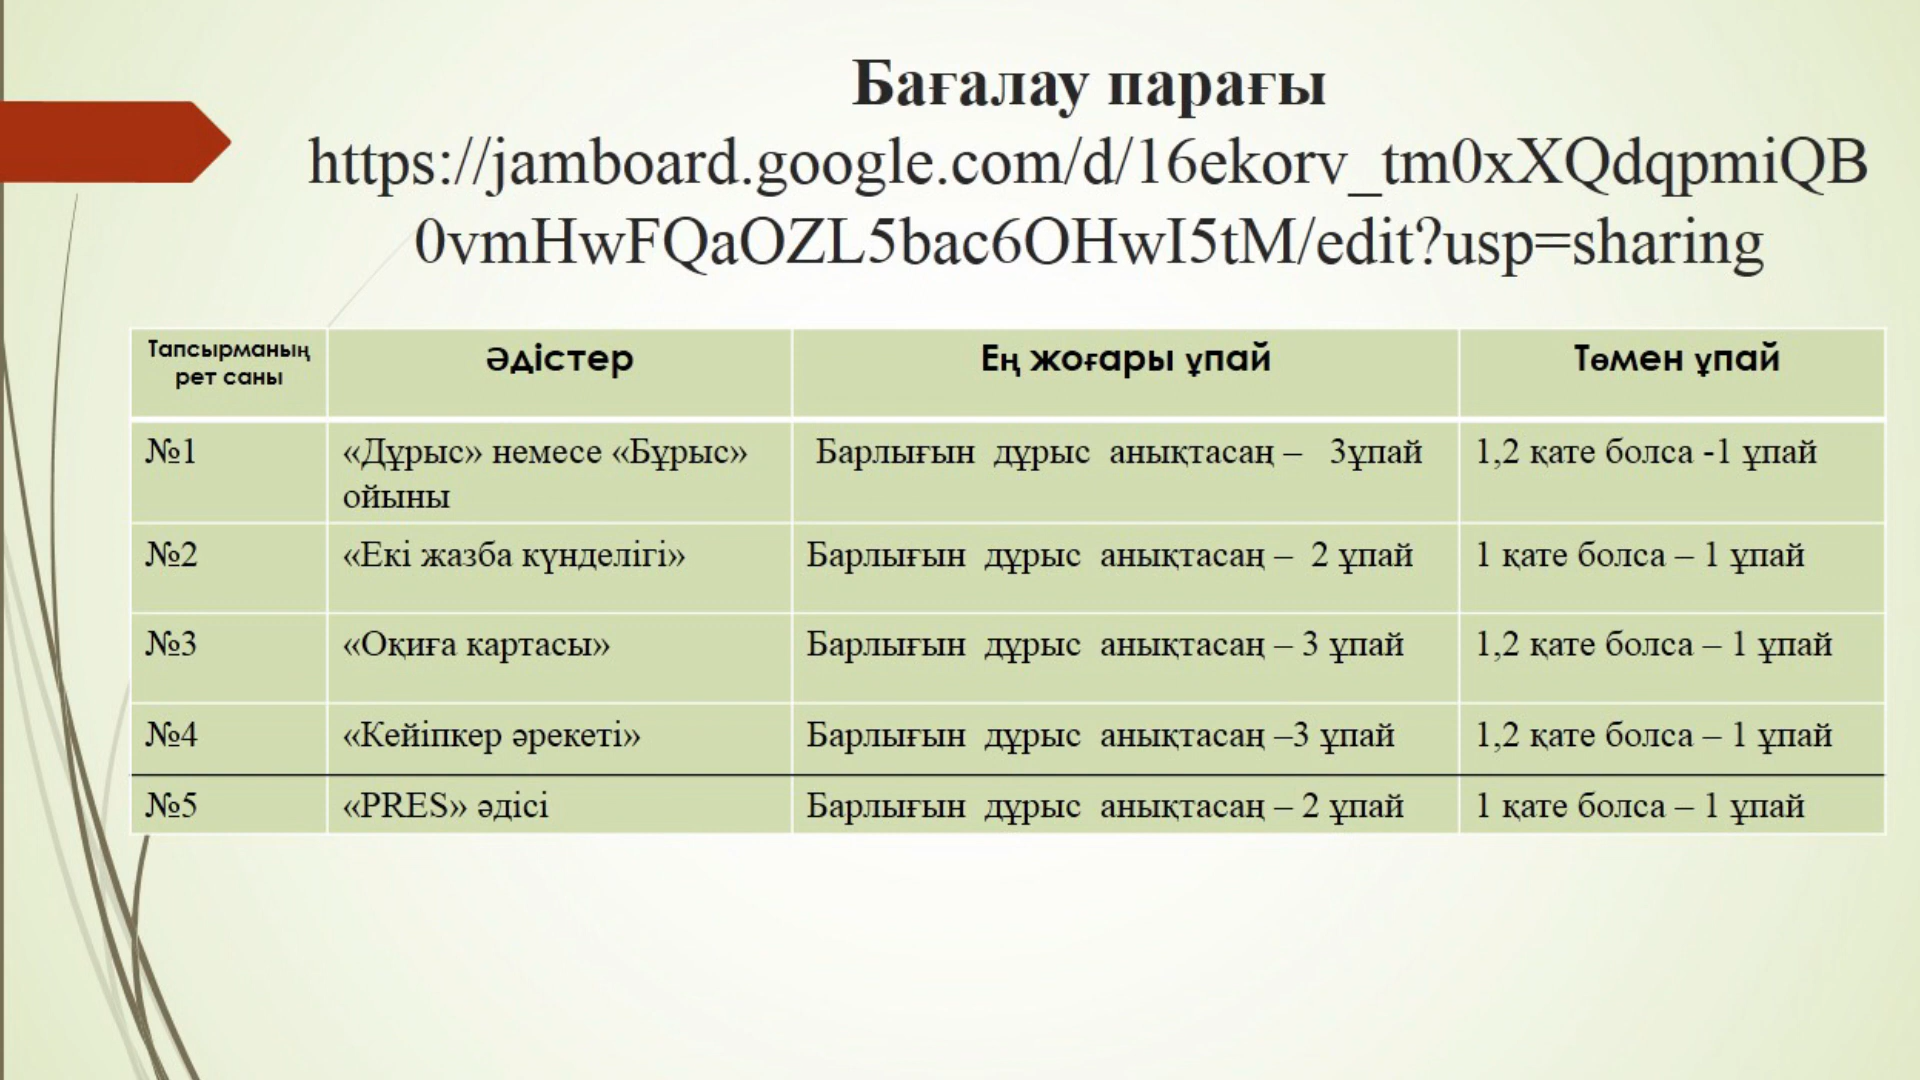 Бағалау парағы
https://jamboard.google.com/d/16ekorv_tm0xXQdqpmiQB
0vmHwFQaOZL5bac6OHwI5tM/edit?usp=sharing
Тапсырманың
рет саны
Әдістер
Ең жоғары ұпай
Төмен ұпай
№1
«Дұрыс» немесе «Бұрыс»
ойыны
Барлығын дұрыс анықтасаң – 3ұпай
1,2 қате болса -1 ұпай
№2
«Екі жазба күнделігі»
Барлығын дұрыс анықтасаң – 2 ұпай
1 қате болса – 1 ұпай
№3
«Оқиға картасы»
Барлығын дұрыс анықтасаң – 3 ұпай
1,2 қате болса – 1 ұпай
№4
«Кейіпкер әрекеті»
Барлығын дұрыс анықтасаң –3 ұпай
1,2 қате болса – 1 ұпай
№5
«PRES» әдісі
Барлығын дұрыс анықтасаң – 2 ұпай
1 қате болса – 1 ұпай